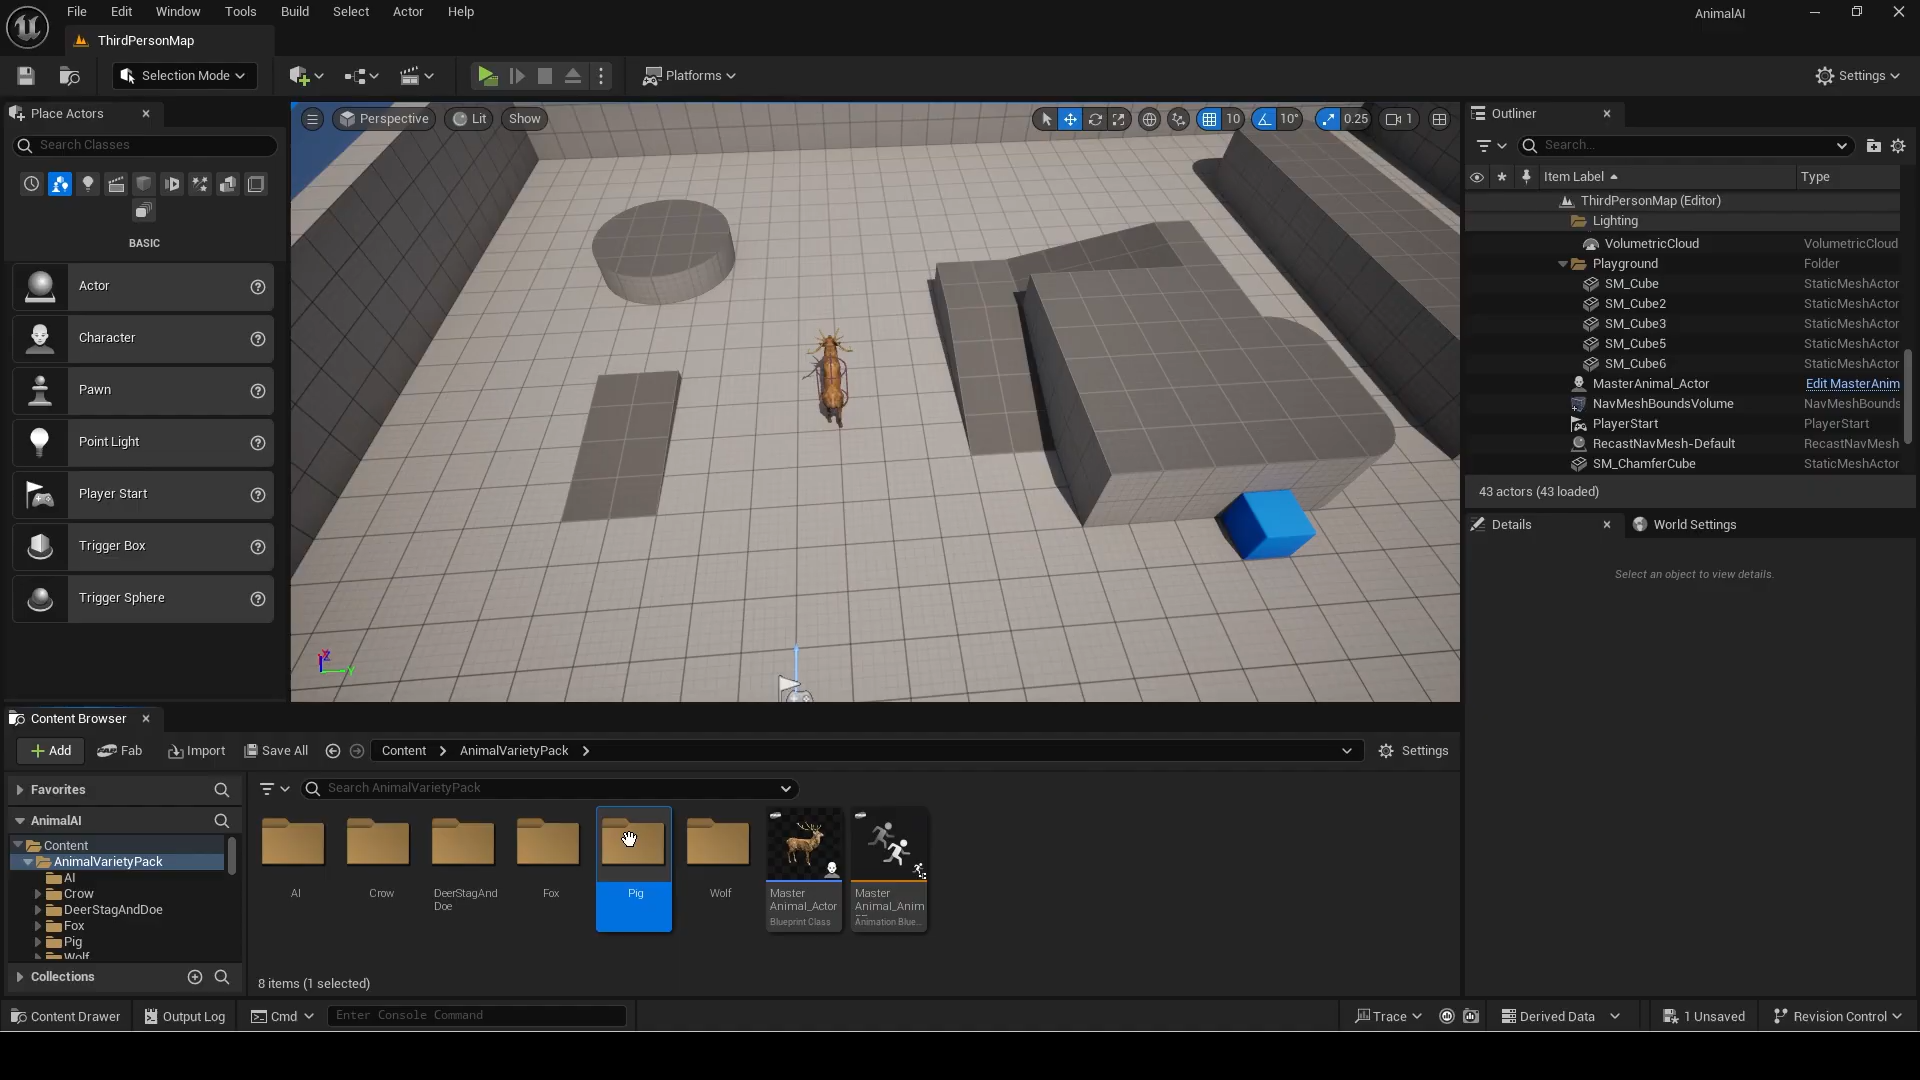 File Edit Window Tools Build Select Actor Help
AnimalAI
ThirdPersonMap
Selection Mode
Platforms
Settings
Place Actors
Search Classes
BASIC
Actor
Character
Pawn
Point Light
Player Start
Trigger Box
Trigger Sphere
Perspective
Lit
Show
10
10°
0.25
1
Outliner
Search...
Item Label
Type
ThirdPersonMap (Editor)
Lighting
VolumetricCloud VolumetricCloud
Playground Folder
SM_Cube StaticMeshActor
SM_Cube2 StaticMeshActor
SM_Cube3 StaticMeshActor
SM_Cube5 StaticMeshActor
SM_Cube6 StaticMeshActor
MasterAnimal_Actor Edit MasterAnim
NavMeshBoundsVolume NavMeshBounds
PlayerStart PlayerStart
RecastNavMesh-Default RecastNavMesh
SM_ChamferCube StaticMeshActor
43 actors (43 loaded)
Details
World Settings
Select an object to view details.
Content Browser
Add
Fab
Import
Save All
Content
AnimalVarietyPack
Settings
Favorites
AnimalAI
Content
AnimalVarietyPack
AI
Crow
DeerStagAndDoe
Fox
Pig
Wolf
Collections
Search AnimalVarietyPack
AI
Crow
DeerStagAnd
Doe
Fox
Pig
Wolf
Master
Animal_Actor
Blueprint Class
Master
Animal_Anim
Animation Blue...
8 items (1 selected)
Content Drawer
Output Log
Cmd
Enter Console Command
Trace
Derived Data
1 Unsaved
Revision Control